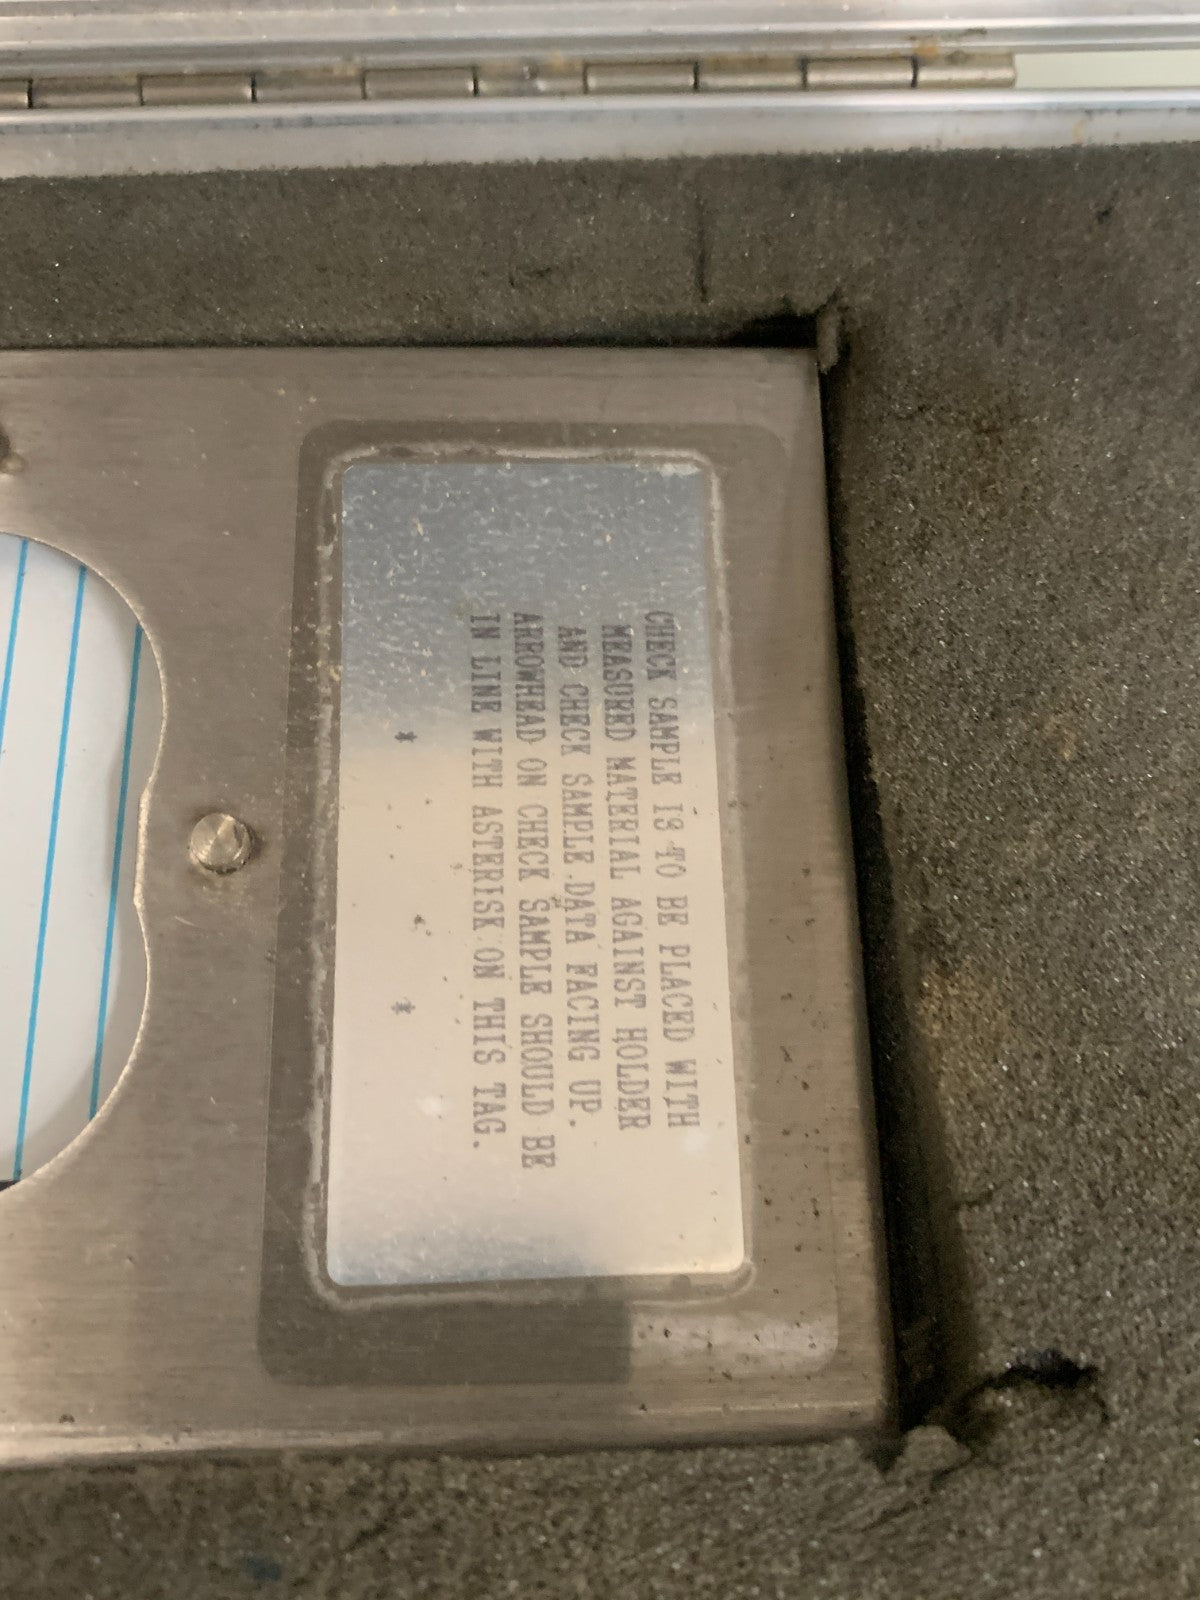 CHECK SAMPLE IS TO BE PLACED WITH
MEASURED MATERIAL AGAINST HOLDER
AND CHECK SAMPLE DATA FACING UP.
ARROWHEAD ON CHECK SAMPLE SHOULD BE
IN LINE WITH ASTERISK ON THIS TAG.
* *